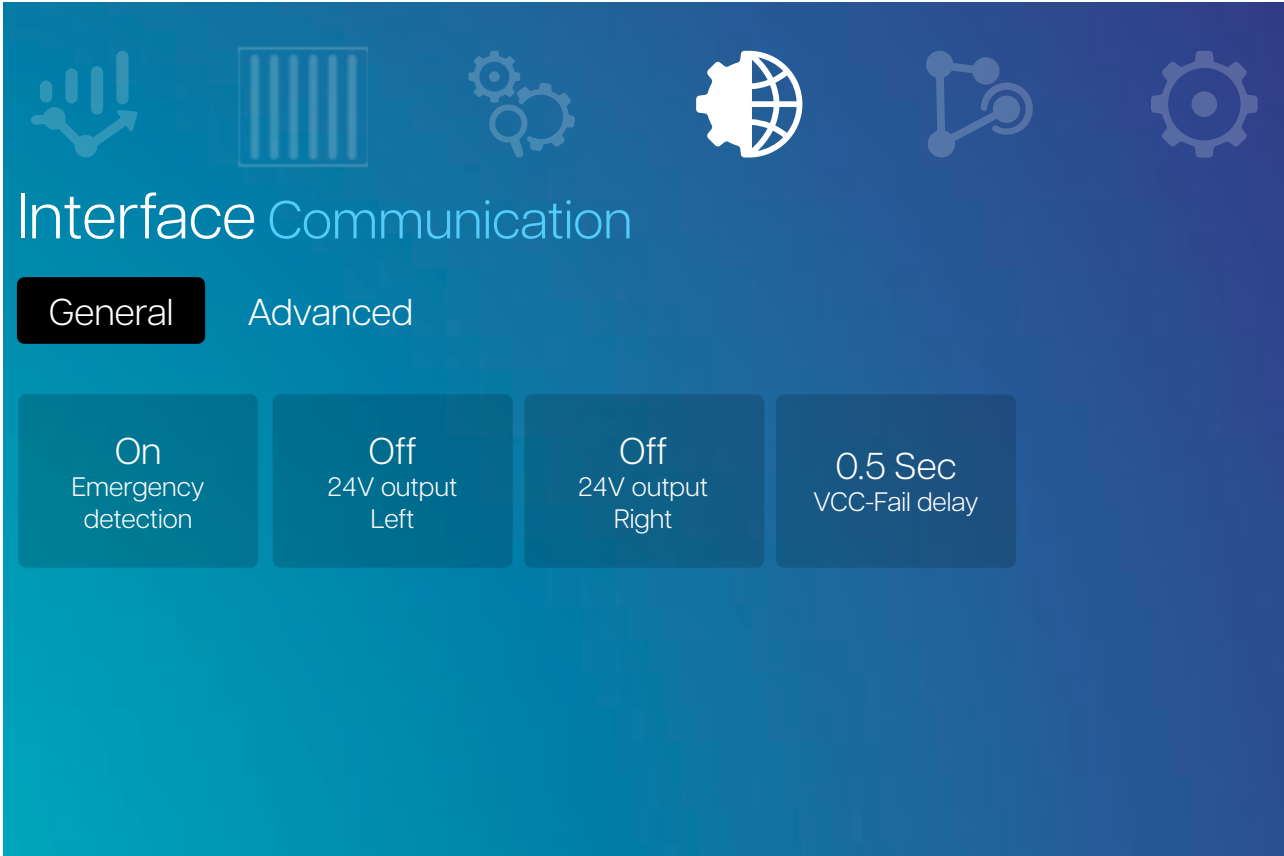 Interface Communication
General Advanced
On
Emergency
detection
Off
24V output
Left
Off
24V output
Right
0.5 Sec
VCC-Fail delay